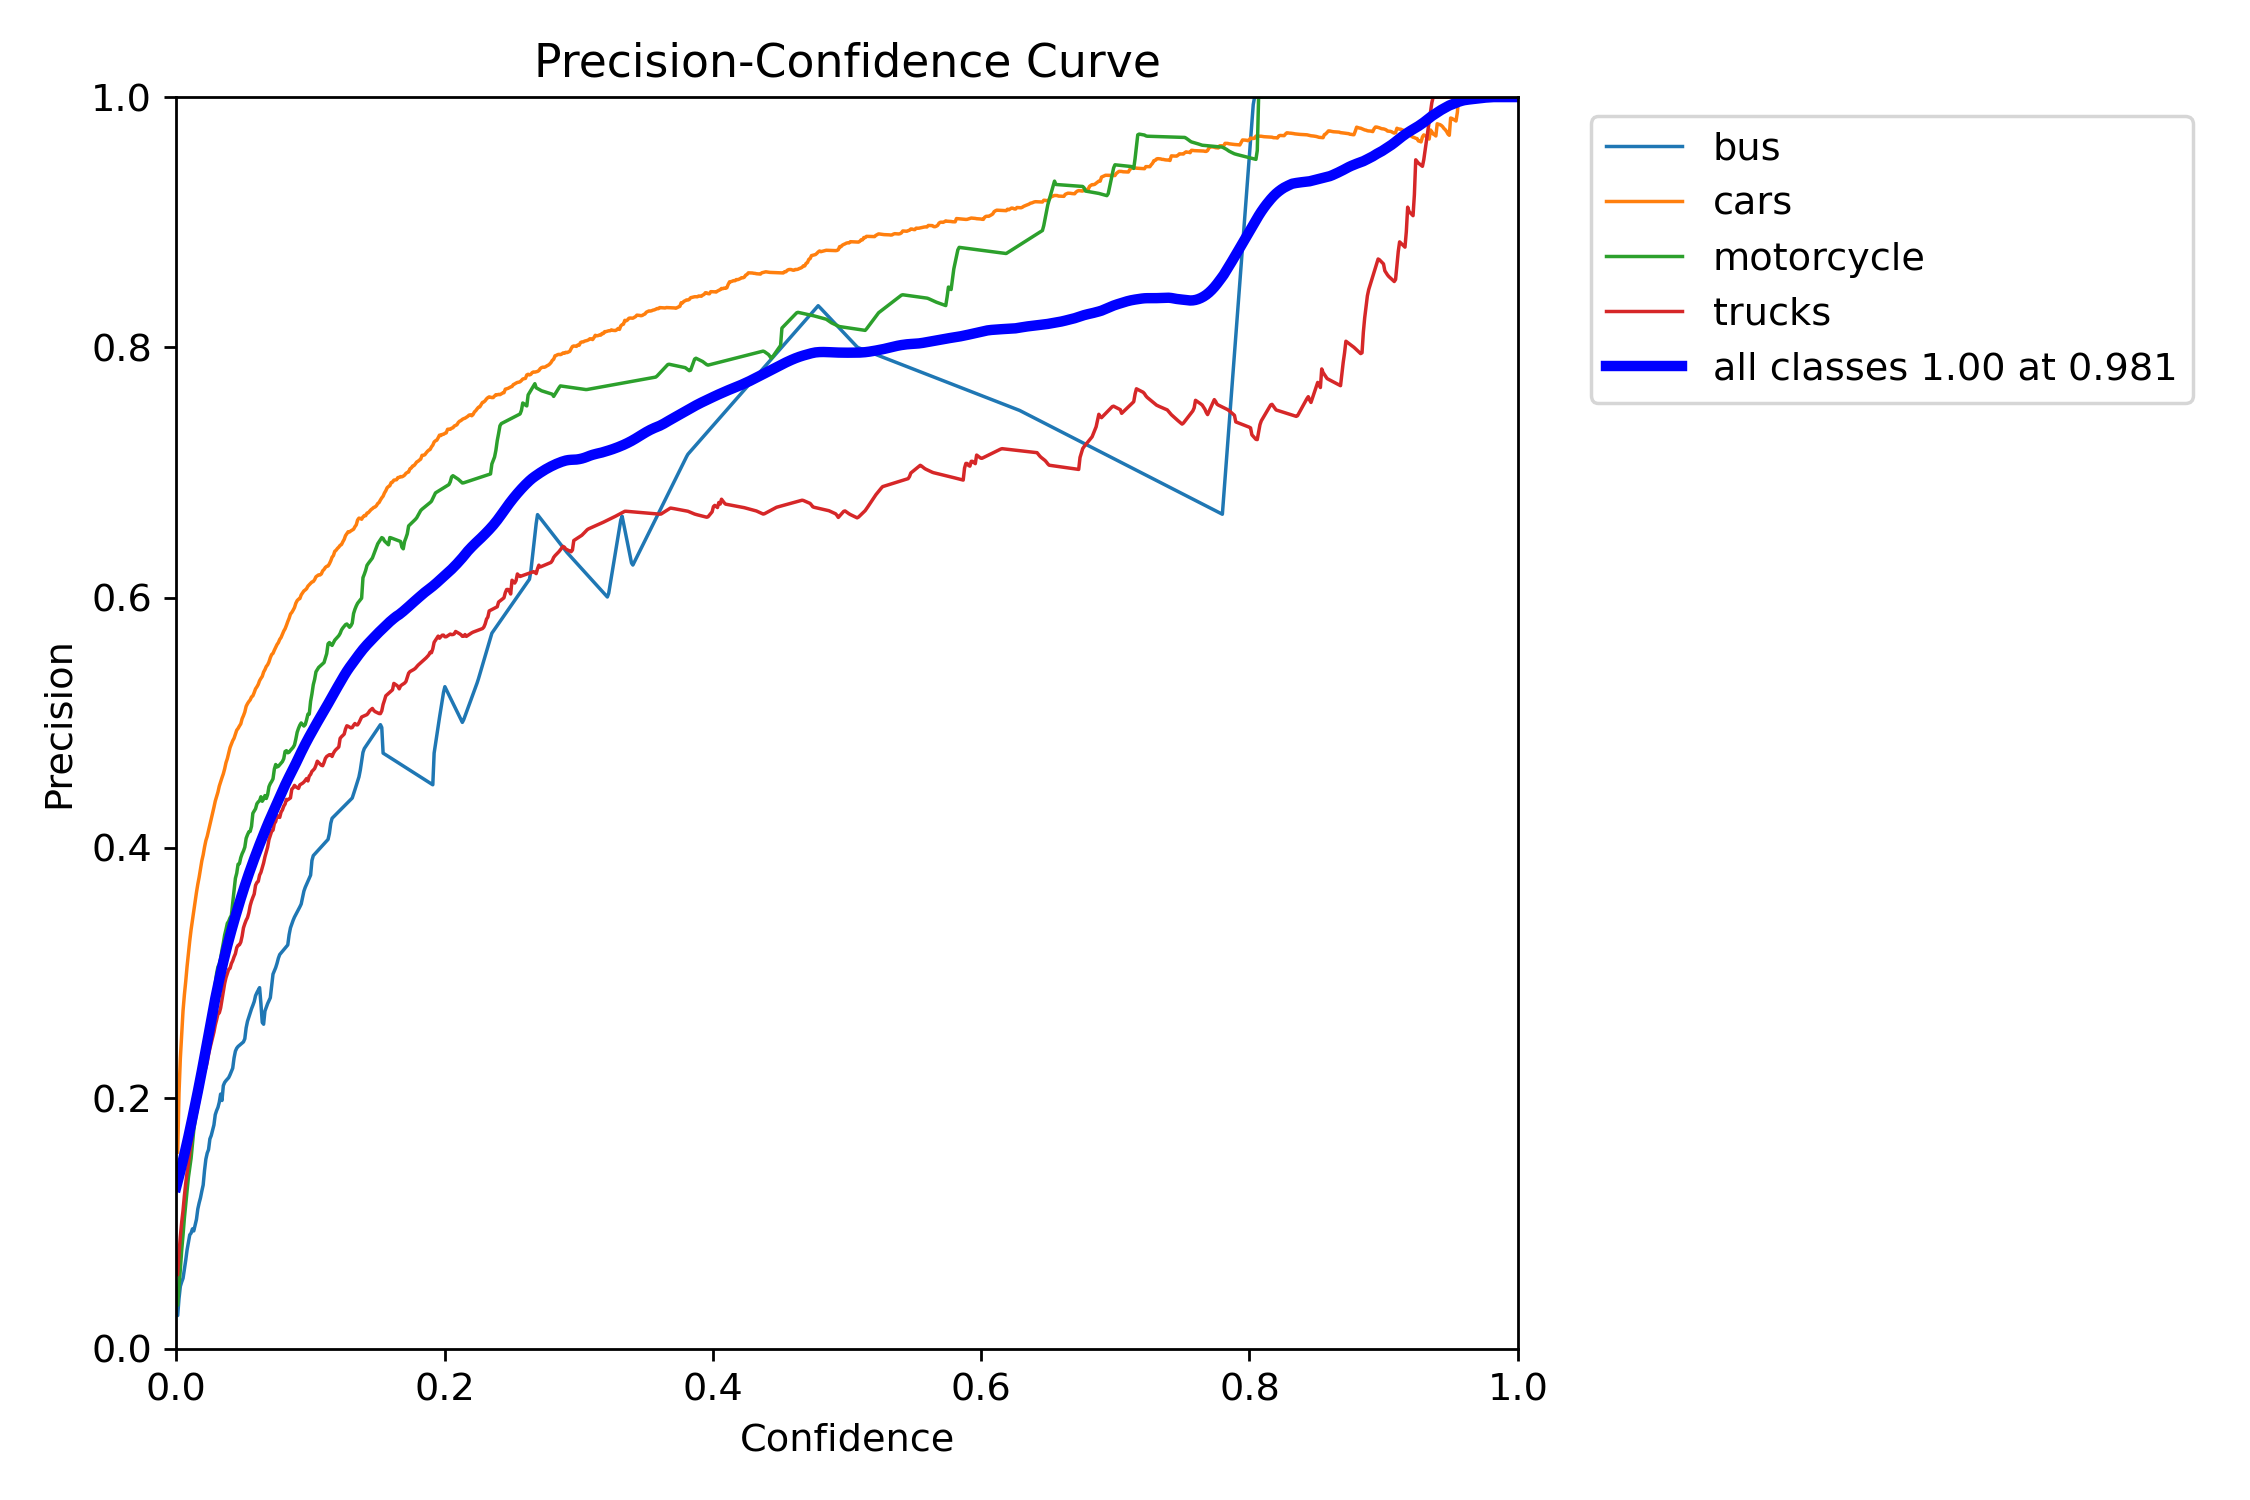 Precision-Confidence Curve
1.0
0.8
0.6
0.4
0.2
0.0
Precision
0.0 0.2 0.4 0.6 0.8 1.0
Confidence
bus
cars
motorcycle
trucks
all classes 1.00 at 0.981